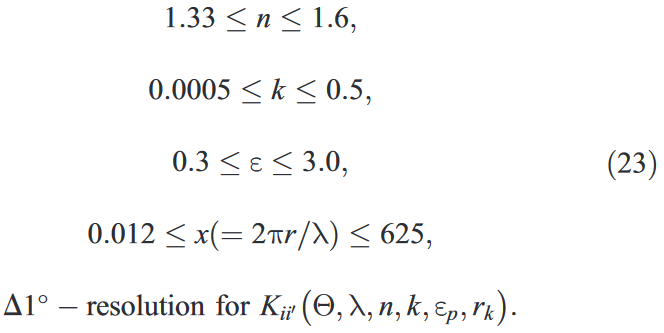 1.33 ≤ n ≤ 1.6,
0.0005 ≤ k ≤ 0.5,
0.3 ≤ ε ≤ 3.0, (23)
0.012 ≤ x(= 2πr/λ) ≤ 625,
Δ1° − resolution for K_{ii′}(Θ, λ, n, k, ε_p, r_k).